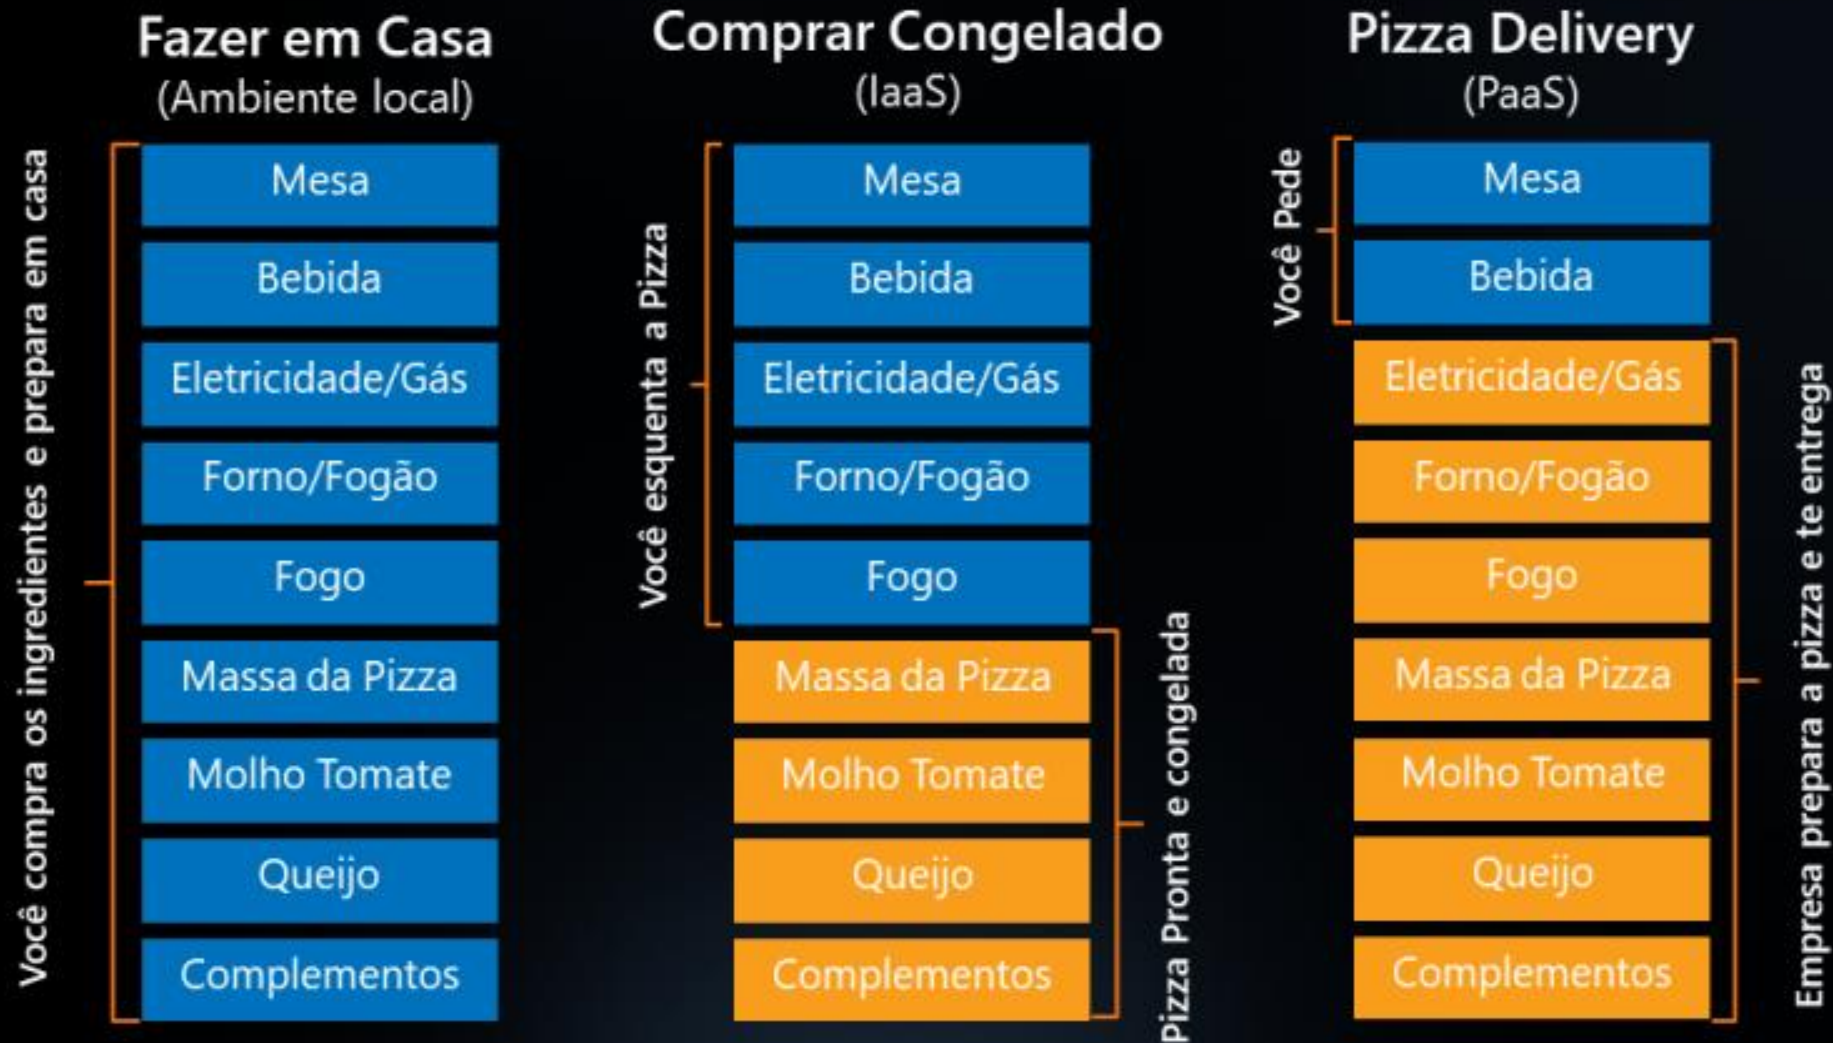 Fazer em Casa
(Ambiente local)
Você compra os ingredientes e prepara em casa
Mesa
Bebida
Eletricidade/Gás
Forno/Fogão
Fogo
Massa da Pizza
Molho Tomate
Queijo
Complementos
Comprar Congelado
(IaaS)
Você esquenta a Pizza
Mesa
Bebida
Eletricidade/Gás
Forno/Fogão
Fogo
Massa da Pizza
Molho Tomate
Queijo
Complementos
Pizza Pronta e congelada
Pizza Delivery
(PaaS)
Você Pede
Mesa
Bebida
Eletricidade/Gás
Forno/Fogão
Fogo
Massa da Pizza
Molho Tomate
Queijo
Complementos
Empresa prepara a pizza e te entrega